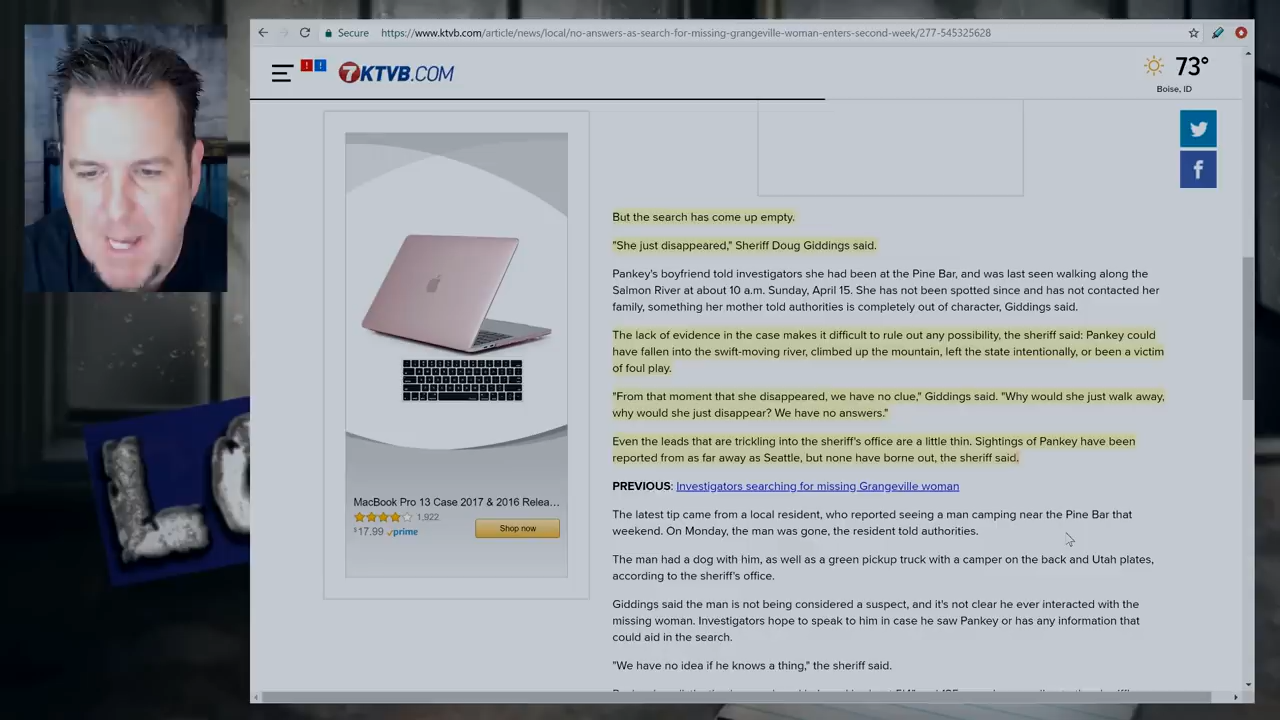 Secure
https://www.ktvb.com/article/news/local/no-answers-as-search-for-missing-grangeville-woman-enters-second-week/277-545325628
7KTVB.COM
73°
Boise, ID
But the search has come up empty.
"She just disappeared," Sheriff Doug Giddings said.
Pankey's boyfriend told investigators she had been at the Pine Bar, and was last seen walking along the
Salmon River at about 10 a.m. Sunday, April 15. She has not been spotted since and has not contacted her
family, something her mother told authorities is completely out of character, Giddings said.
The lack of evidence in the case makes it difficult to rule out any possibility, the sheriff said: Pankey could
have fallen into the swift-moving river, climbed up the mountain, left the state intentionally, or been a victim
of foul play.
"From that moment that she disappeared, we have no clue," Giddings said. "Why would she just walk away,
why would she just disappear? We have no answers."
Even the leads that are trickling into the sheriff's office are a little thin. Sightings of Pankey have been
reported from as far away as Seattle, but none have borne out, the sheriff said.
PREVIOUS: Investigators searching for missing Grangeville woman
The latest tip came from a local resident, who reported seeing a man camping near the Pine Bar that
weekend. On Monday, the man was gone, the resident told authorities.
The man had a dog with him, as well as a green pickup truck with a camper on the back and Utah plates,
according to the sheriff's office.
Giddings said the man is not being considered a suspect, and it's not clear he ever interacted with the
missing woman. Investigators hope to speak to him in case he saw Pankey or has any information that
could aid in the search.
"We have no idea if he knows a thing," the sheriff said.
MacBook Pro 13 Case 2017 & 2016 Relea...
1,922
$17.99 prime
Shop now
LO